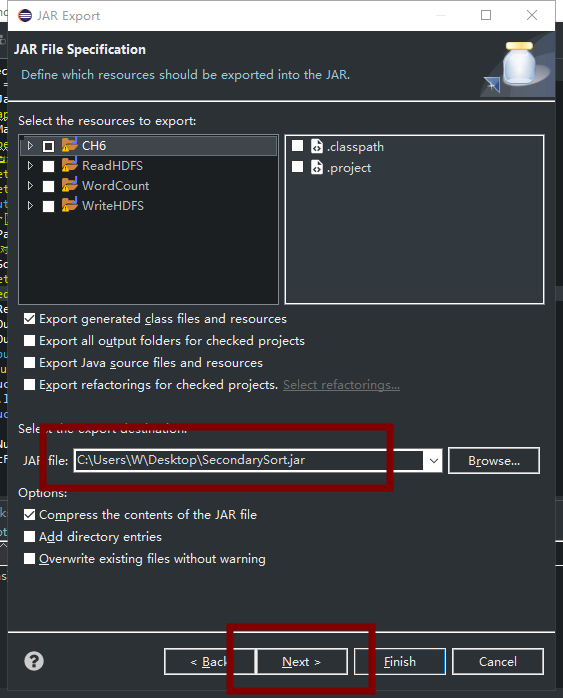 JAR Export
JAR File Specification
Define which resources should be exported into the JAR.
Select the resources to export:
CH6
ReadHDFS
WordCount
WriteHDFS
.classpath
.project
Export generated class files and resources
Export all output folders for checked projects
Export Java source files and resources
Export refactorings for checked projects. Select refactorings...
Select the export destination:
JAR file: C:\Users\W\Desktop\SecondarySort.jar Browse...
Options:
Compress the contents of the JAR file
Add directory entries
Overwrite existing files without warning
? < Back Next > Finish Cancel